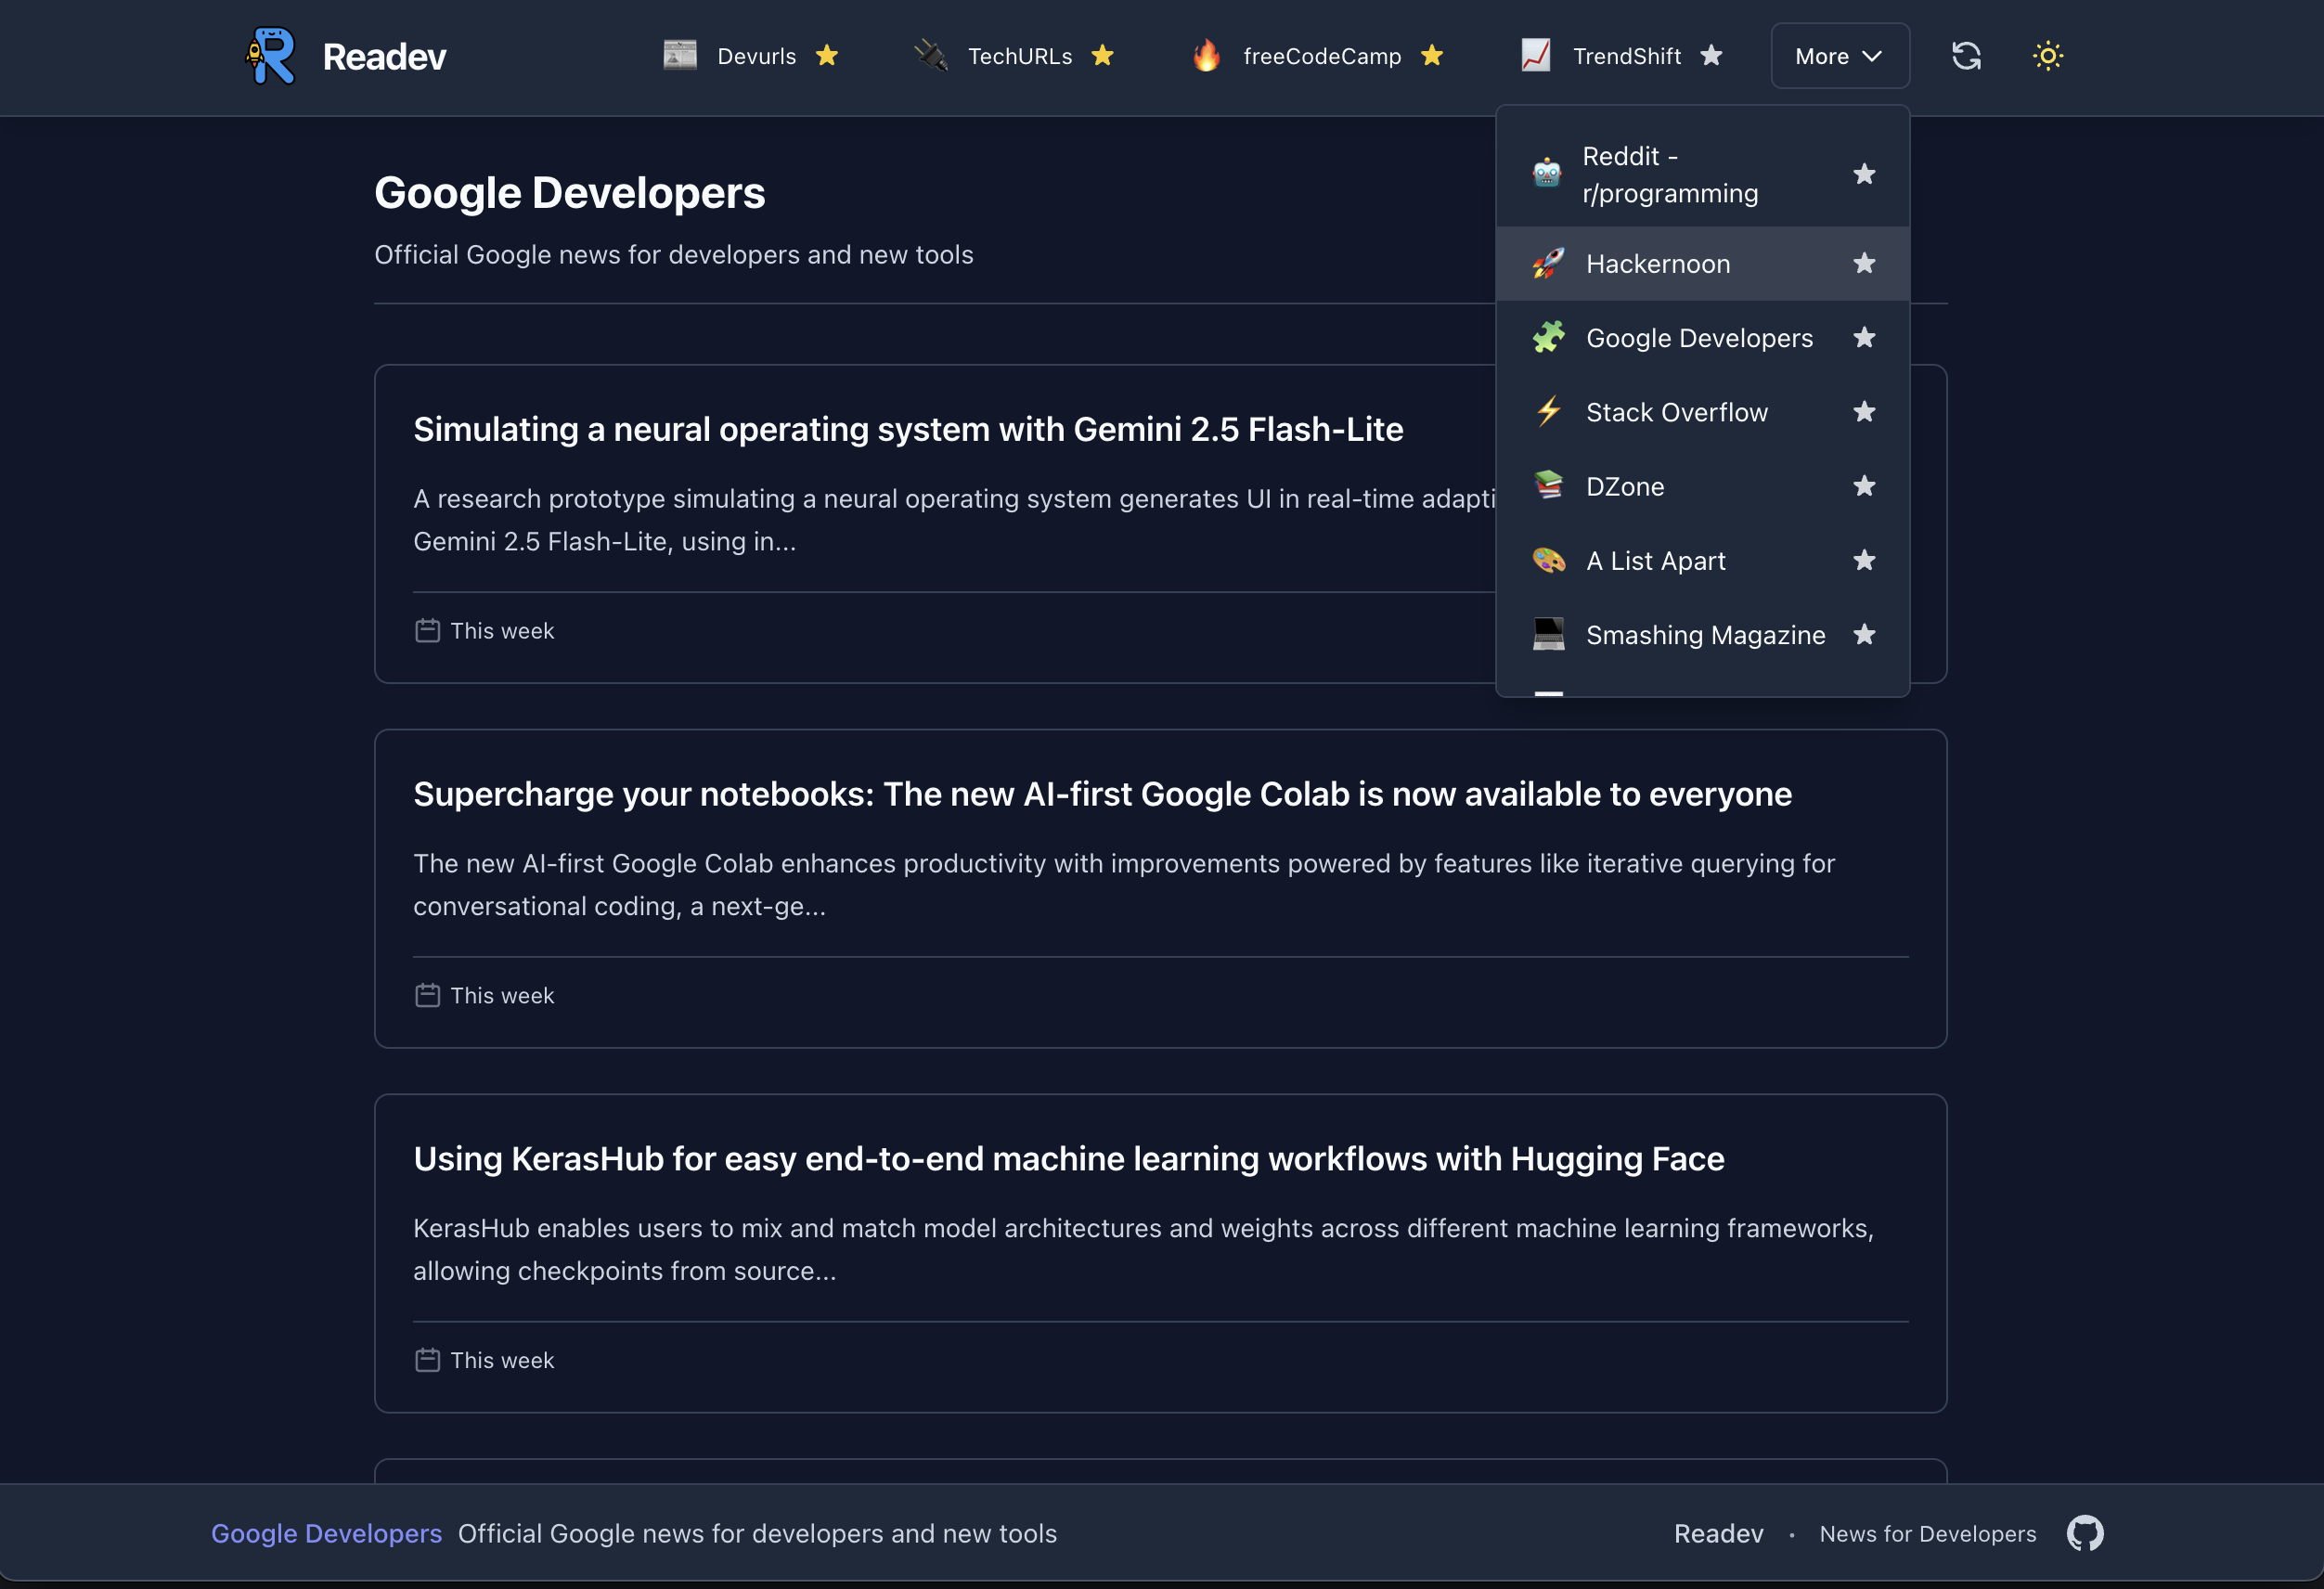 Readev
Devurls
TechURLs
freeCodeCamp
TrendShift
More
Reddit -
r/programming
Hackernoon
Google Developers
Stack Overflow
DZone
A List Apart
Smashing Magazine
Google Developers
Official Google news for developers and new tools
Simulating a neural operating system with Gemini 2.5 Flash-Lite
A research prototype simulating a neural operating system generates UI in real-time
Gemini 2.5 Flash-Lite, using in...
This week
Supercharge your notebooks: The new AI-first Google Colab is now available to everyone
The new AI-first Google Colab enhances productivity with improvements powered by features like iterative querying for
conversational coding, a next-ge...
This week
Using KerasHub for easy end-to-end machine learning workflows with Hugging Face
KerasHub enables users to mix and match model architectures and weights across different machine learning frameworks,
allowing checkpoints from source...
This week
Google Developers Official Google news for developers and new tools
Readev • News for Developers